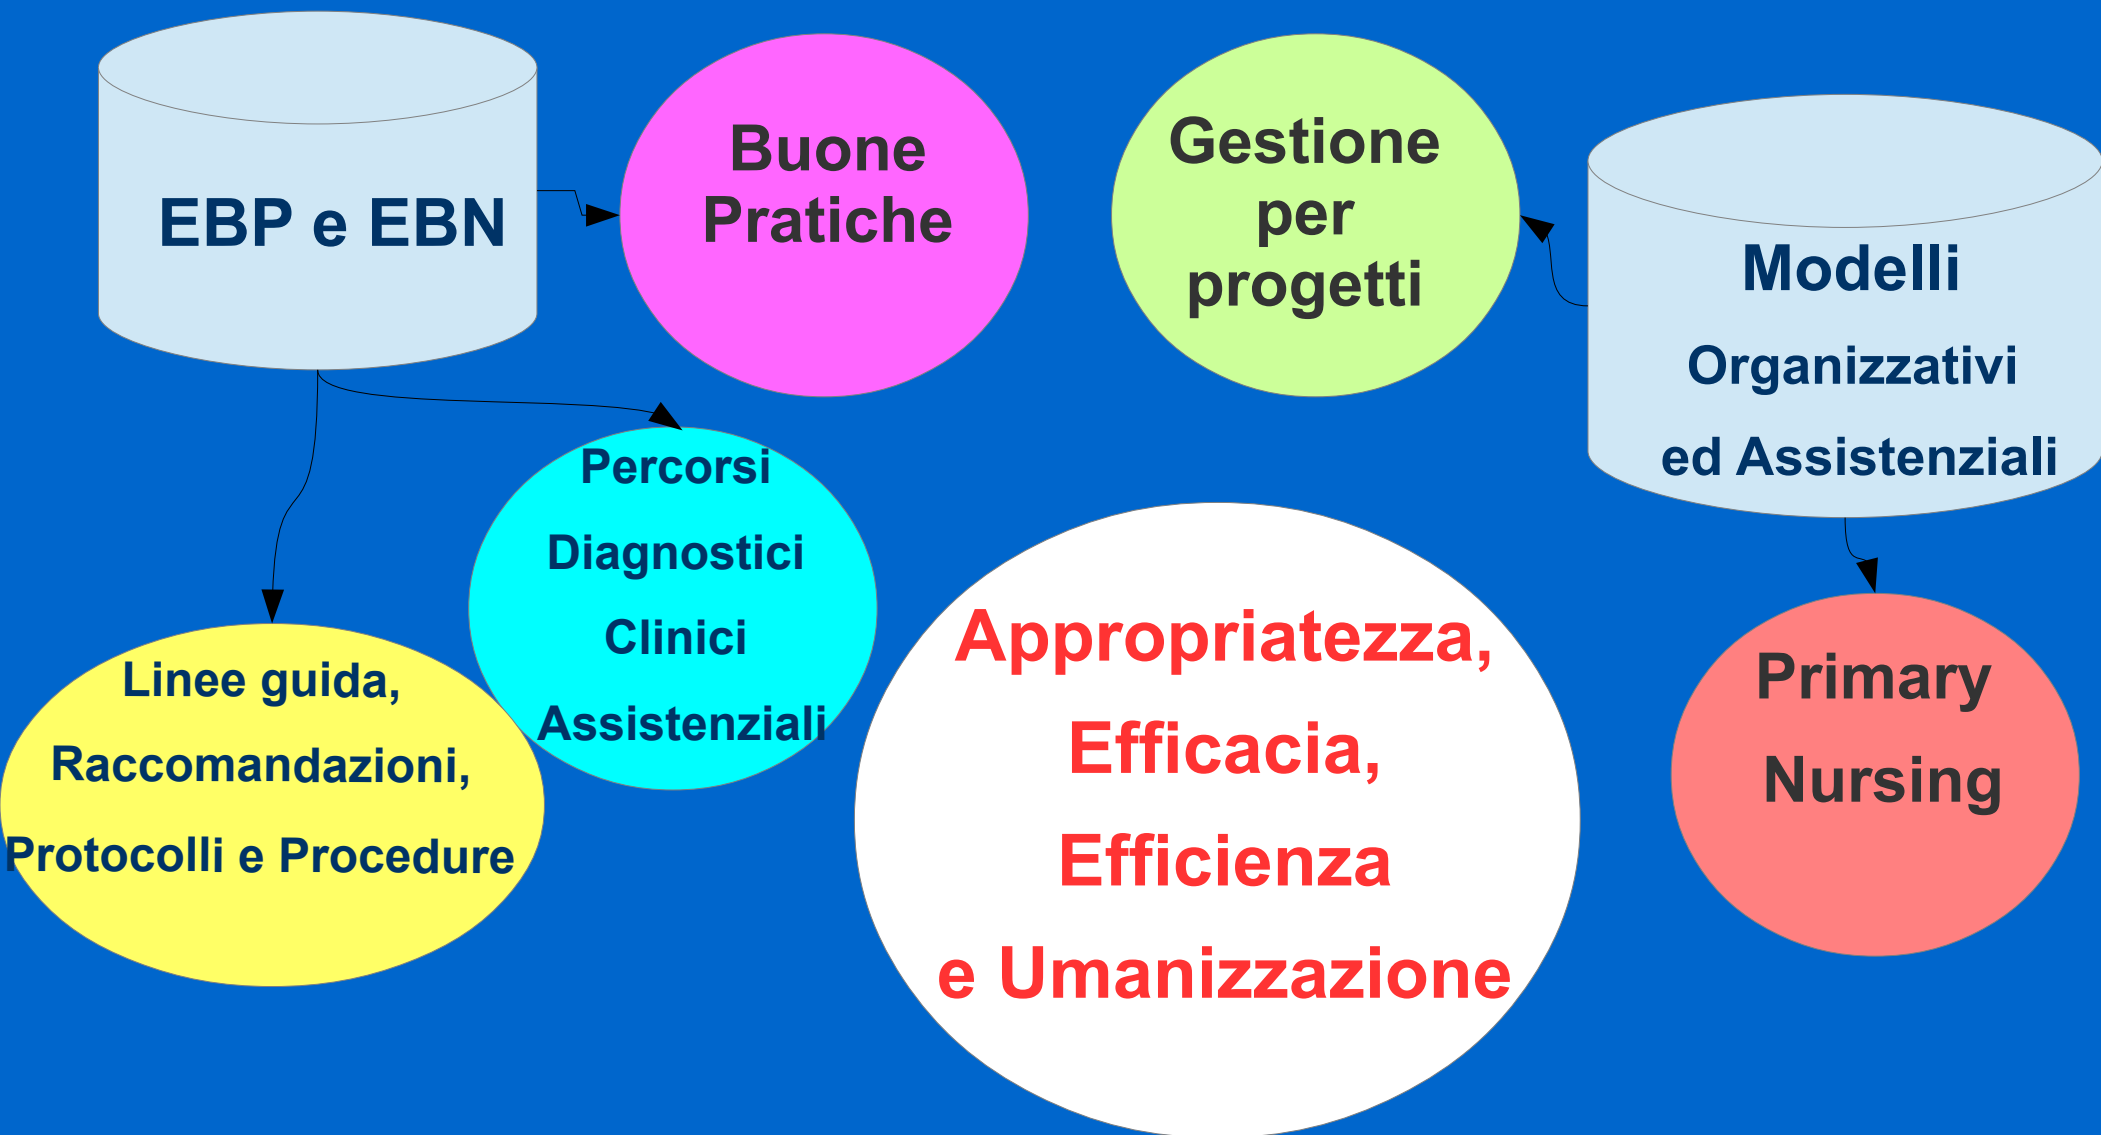 EBP e EBN
Buone
Pratiche
Gestione
per
progetti
Modelli
Organizzativi
ed Assistenziali
Percorsi
Diagnostici
Clinici
Assistenziali
Linee guida,
Raccomandazioni,
Protocolli e Procedure
Appropriatezza,
Efficacia,
Efficienza
e Umanizzazione
Primary
Nursing